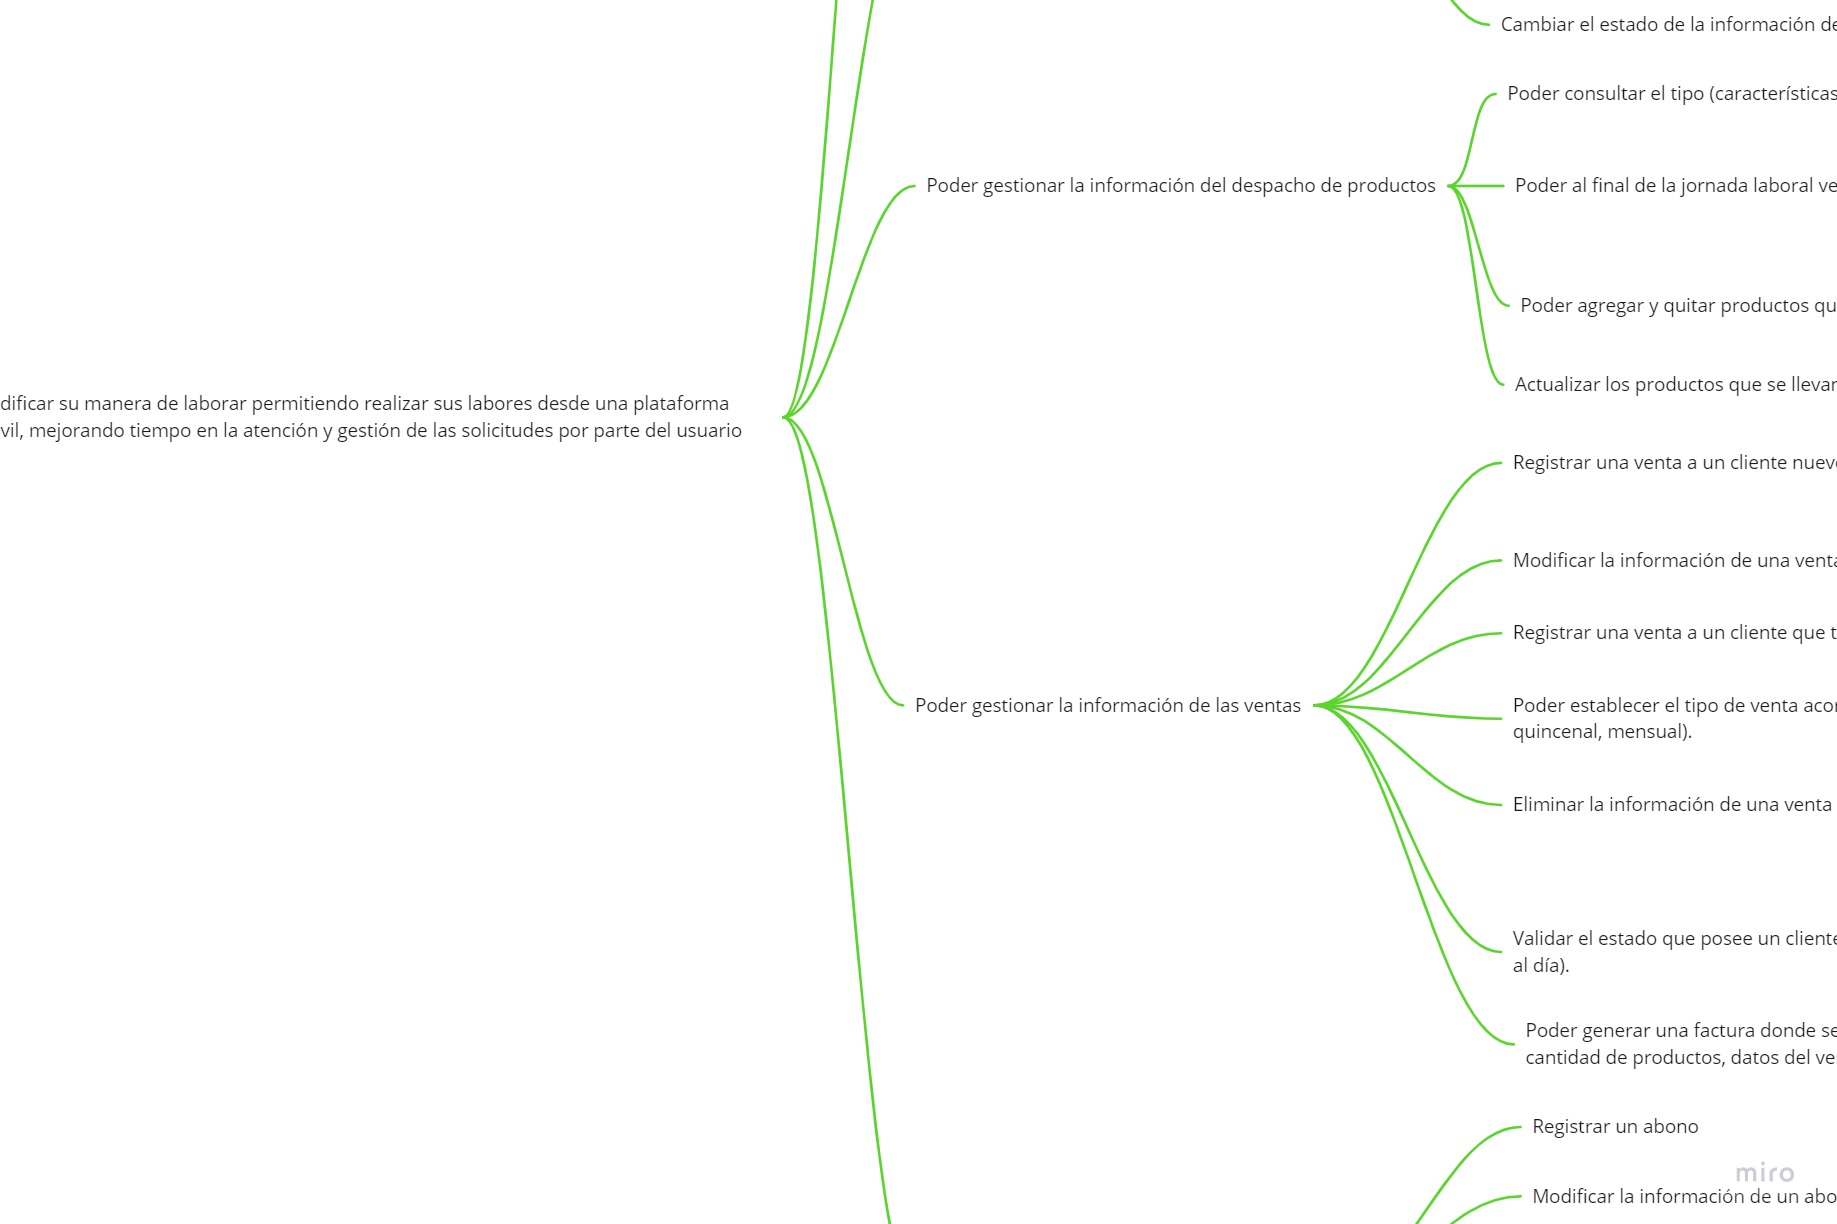 Cambiar el estado de la información de
Poder consultar el tipo (características
Poder gestionar la información del despacho de productos
Poder al final de la jornada laboral ve
Poder agregar y quitar productos qu
Actualizar los productos que se llevar
dificar su manera de laborar permitiendo realizar sus labores desde una plataforma
vil, mejorando tiempo en la atención y gestión de las solicitudes por parte del usuario
Registrar una venta a un cliente nuev
Modificar la información de una venta
Registrar una venta a un cliente que t
Poder gestionar la información de las ventas
Poder establecer el tipo de venta acor
quincenal, mensual).
Eliminar la información de una venta
Validar el estado que posee un cliente
al día).
Poder generar una factura donde se
cantidad de productos, datos del ve
Registrar un abono
Modificar la información de un abo
miro